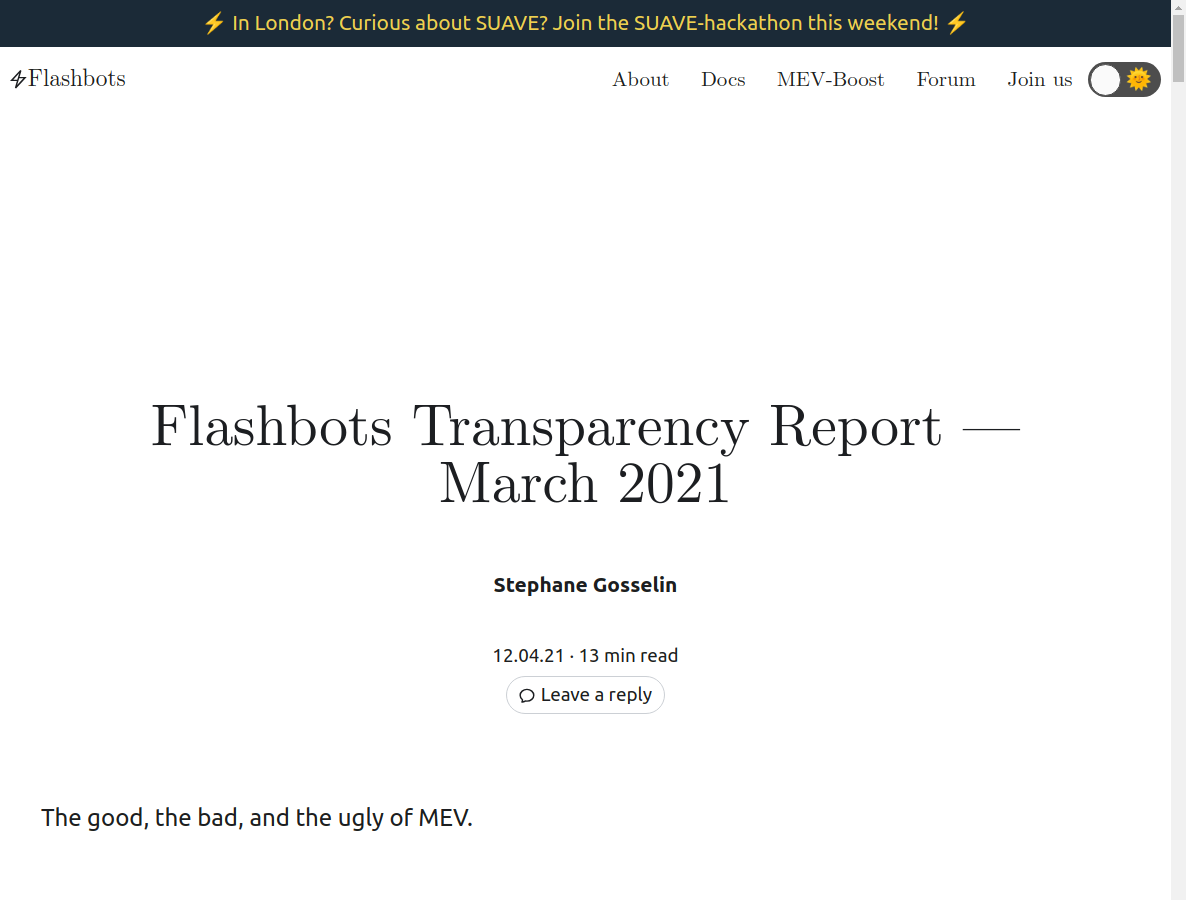 ⚡ In London? Curious about SUAVE? Join the SUAVE-hackathon this weekend! ⚡
Flashbots
About
Docs
MEV-Boost
Forum
Join us
Flashbots Transparency Report —
March 2021
Stephane Gosselin
12.04.21 · 13 min read
Leave a reply
The good, the bad, and the ugly of MEV.